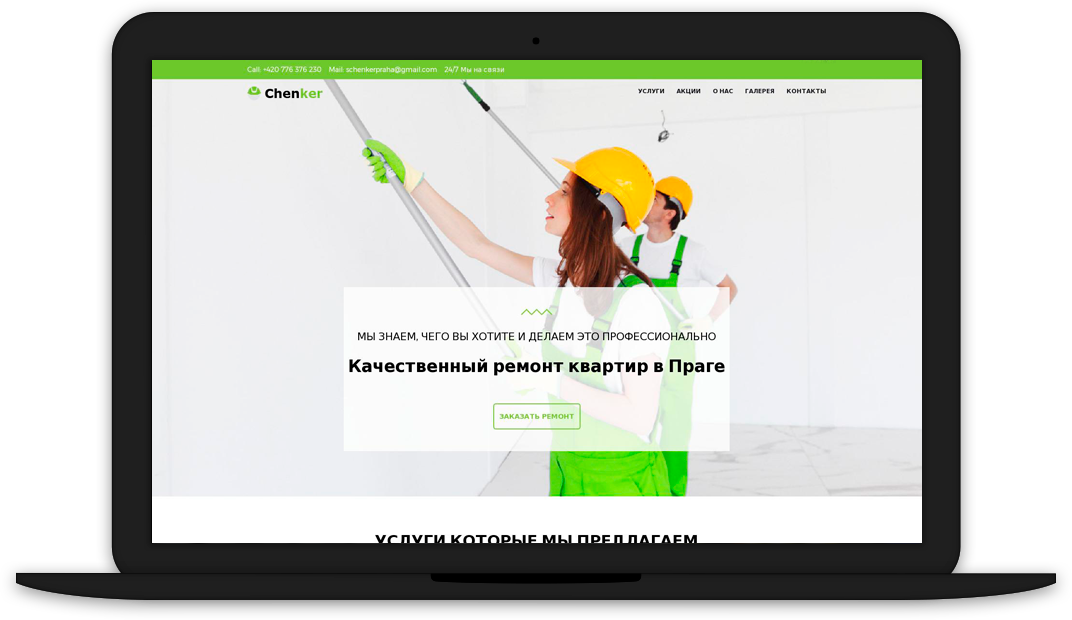 Call: +420 776 376 230 Mail: schenkerpraha@gmail.com 24/7 Мы на связи
Chenker
УСЛУГИ АКЦИИ О НАС ГАЛЕРЕЯ КОНТАКТЫ
МЫ ЗНАЕМ, ЧЕГО ВЫ ХОТИТЕ И ДЕЛАЕМ ЭТО ПРОФЕССИОНАЛЬНО
Качественный ремонт квартир в Праге
ЗАКАЗАТЬ РЕМОНТ
УСЛУГИ КОТОРЫЕ МЫ ПРЕДЛАГАЕМ